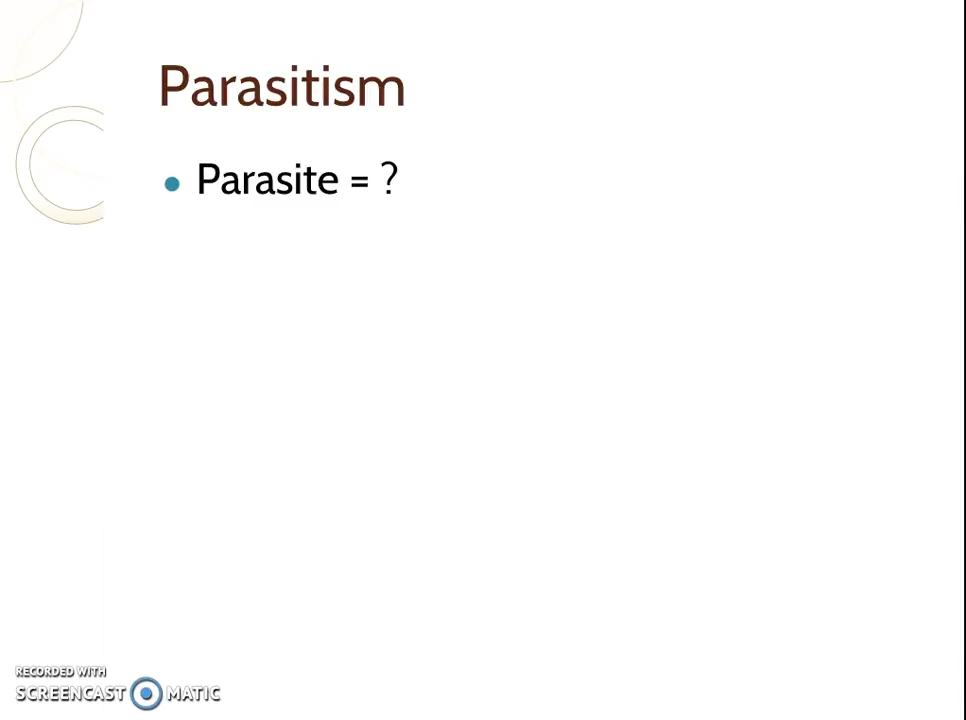 Parasitism
• Parasite = ?
RECORDED WITH
SCREENCAST MATIC